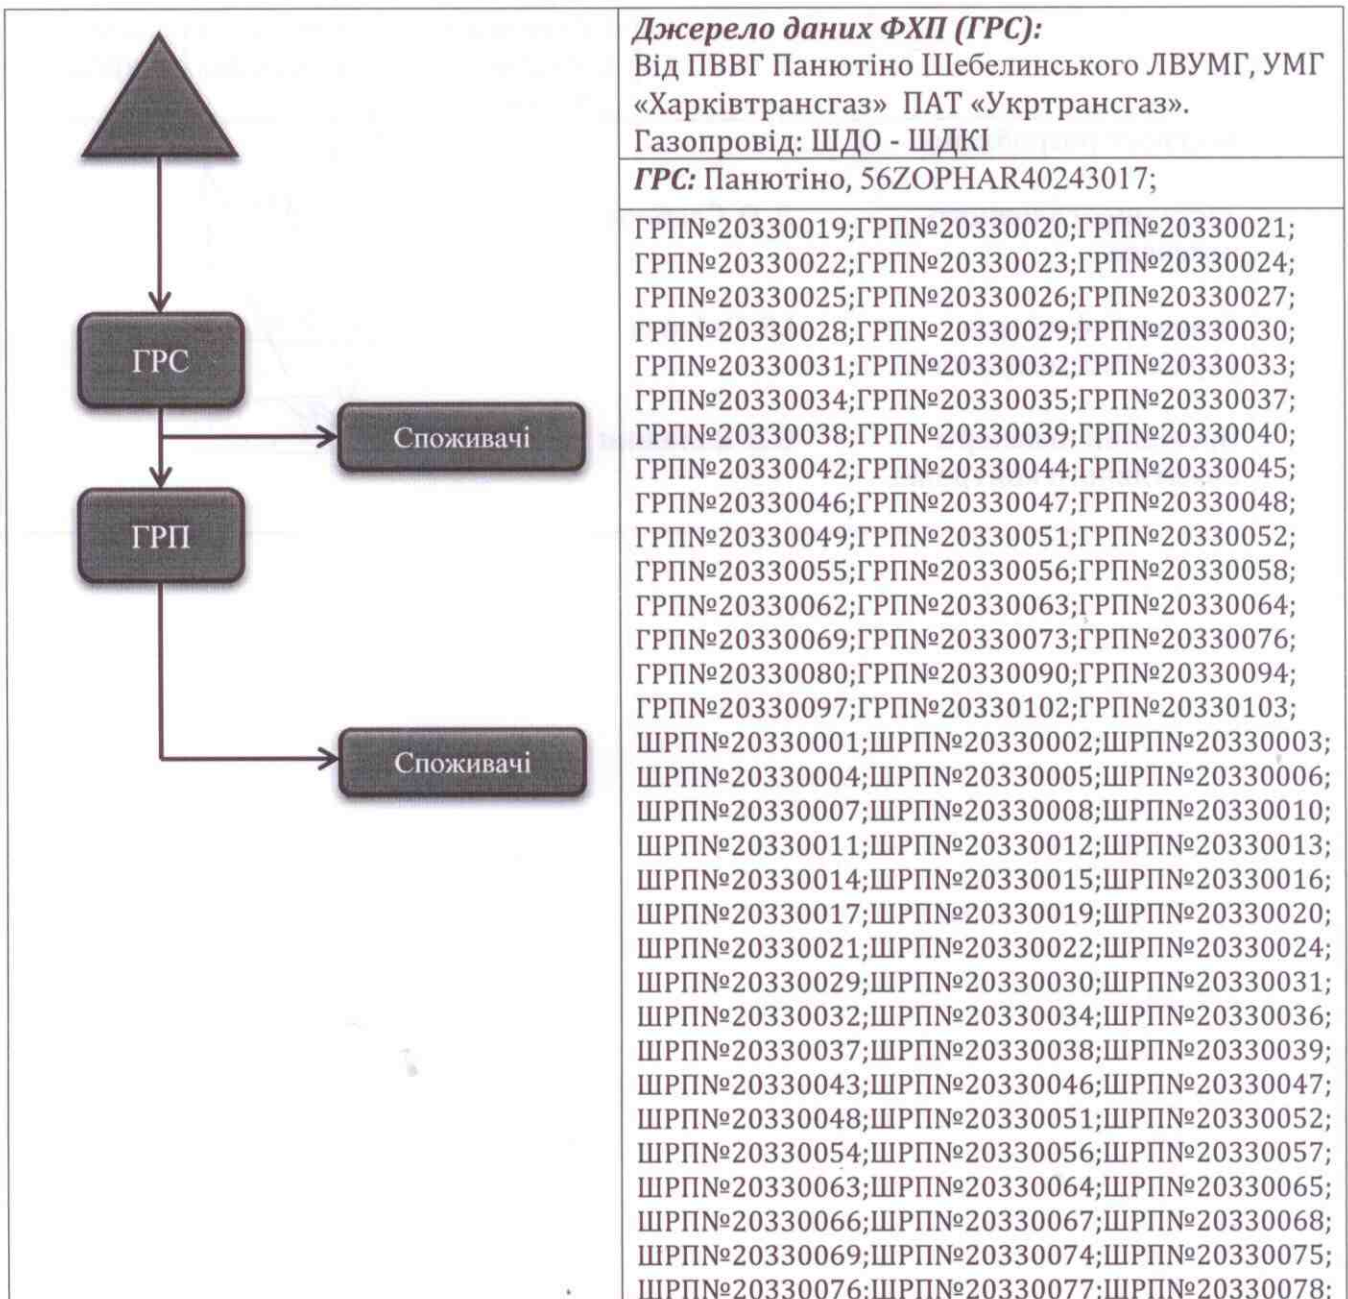 ГРС
Споживачі
ГРП
Споживачі
Джерело даних ФХП (ГРС):
Від ПВВГ Панютіно Шебелинського ЛВУМГ, УМГ
«Харківтрансгаз» ПАТ «Укртрансгаз».
Газопровід: ШДО - ШДКІ
ГРС: Панютіно, 56ZOPHAR40243017;
ГРП№20330019;ГРП№20330020;ГРП№20330021;
ГРП№20330022;ГРП№20330023;ГРП№20330024;
ГРП№20330025;ГРП№20330026;ГРП№20330027;
ГРП№20330028;ГРП№20330029;ГРП№20330030;
ГРП№20330031;ГРП№20330032;ГРП№20330033;
ГРП№20330034;ГРП№20330035;ГРП№20330037;
ГРП№20330038;ГРП№20330039;ГРП№20330040;
ГРП№20330042;ГРП№20330044;ГРП№20330045;
ГРП№20330046;ГРП№20330047;ГРП№20330048;
ГРП№20330049;ГРП№20330051;ГРП№20330052;
ГРП№20330055;ГРП№20330056;ГРП№20330058;
ГРП№20330062;ГРП№20330063;ГРП№20330064;
ГРП№20330069;ГРП№20330073;ГРП№20330076;
ГРП№20330080;ГРП№20330090;ГРП№20330094;
ГРП№20330097;ГРП№20330102;ГРП№20330103;
ШРП№20330001;ШРП№20330002;ШРП№20330003;
ШРП№20330004;ШРП№20330005;ШРП№20330006;
ШРП№20330007;ШРП№20330008;ШРП№20330010;
ШРП№20330011;ШРП№20330012;ШРП№20330013;
ШРП№20330014;ШРП№20330015;ШРП№20330016;
ШРП№20330017;ШРП№20330019;ШРП№20330020;
ШРП№20330021;ШРП№20330022;ШРП№20330024;
ШРП№20330029;ШРП№20330030;ШРП№20330031;
ШРП№20330032;ШРП№20330034;ШРП№20330036;
ШРП№20330037;ШРП№20330038;ШРП№20330039;
ШРП№20330043;ШРП№20330046;ШРП№20330047;
ШРП№20330048;ШРП№20330051;ШРП№20330052;
ШРП№20330054;ШРП№20330056;ШРП№20330057;
ШРП№20330063;ШРП№20330064;ШРП№20330065;
ШРП№20330066;ШРП№20330067;ШРП№20330068;
ШРП№20330069;ШРП№20330074;ШРП№20330075;
ШРП№20330076;ШРП№20330077;ШРП№20330078;